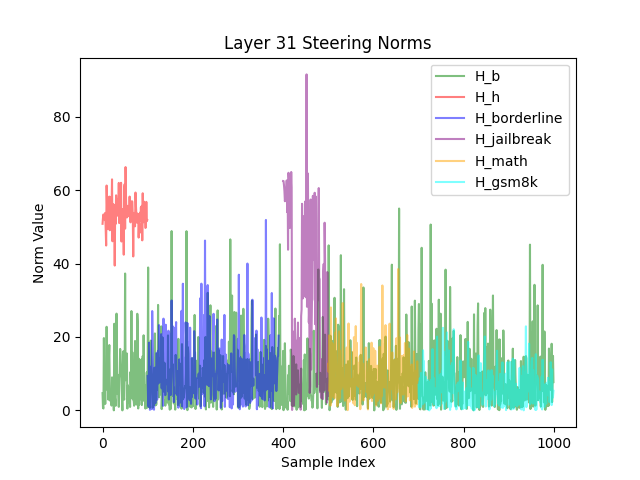 Layer 31 Steering Norms
Norm Value
80
60
40
20
0
0
200
400
600
800
1000
Sample Index
H_b
H_h
H_borderline
H_jailbreak
H_math
H_gsm8k